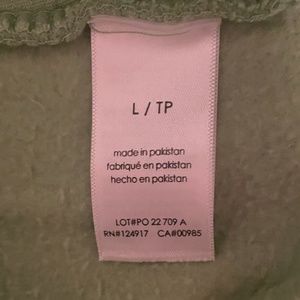 L / TP
made in pakistan
fabriqué en pakistan
hecho en pakistan
LOT#PO 22 709 A
RN#124917 CA#00985